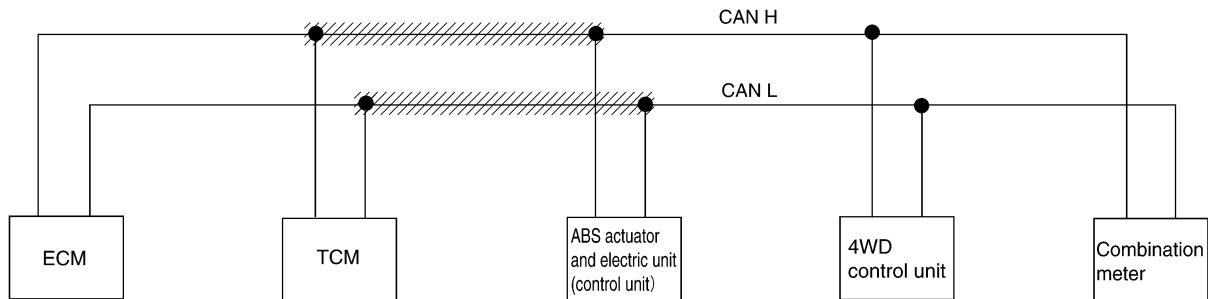 CAN H
CAN L
ECM
TCM
ABS actuator
and electric unit
(control unit)
4WD
control unit
Combination
meter